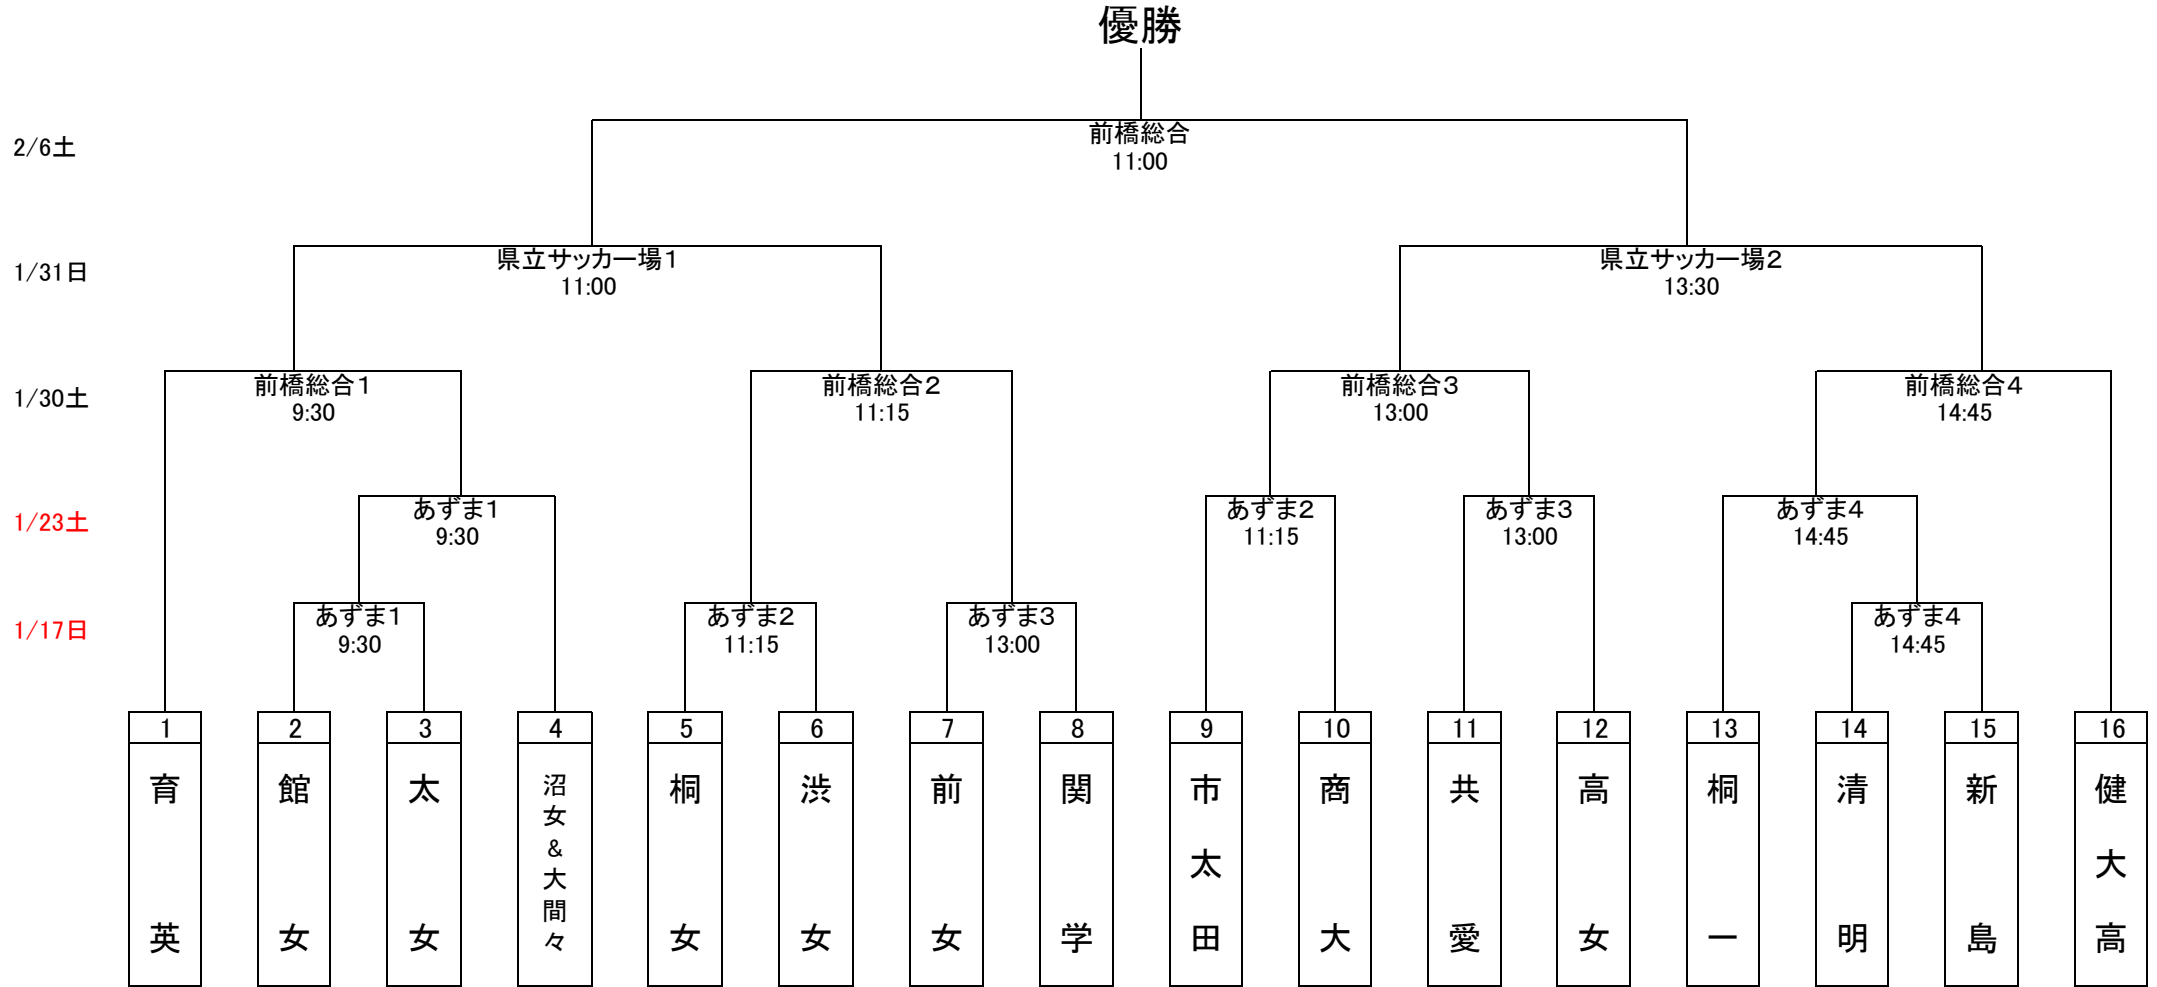 優勝
2/6土
前橋総合
11:00
1/31日
県立サッカー場1
11:00
県立サッカー場2
13:30
1/30土
前橋総合1
9:30
前橋総合2
11:15
前橋総合3
13:00
前橋総合4
14:45
1/23土
あずま1
9:30
あずま2
11:15
あずま3
13:00
あずま4
14:45
1/17日
あずま1
9:30
あずま2
11:15
あずま3
13:00
あずま4
14:45
1
育英
2
館女
3
太女
4
沼女&大間々
5
桐女
6
渋女
7
前女
8
関学
9
市太田
10
商大
11
共愛
12
高女
13
桐一
14
清明
15
新島
16
健大高